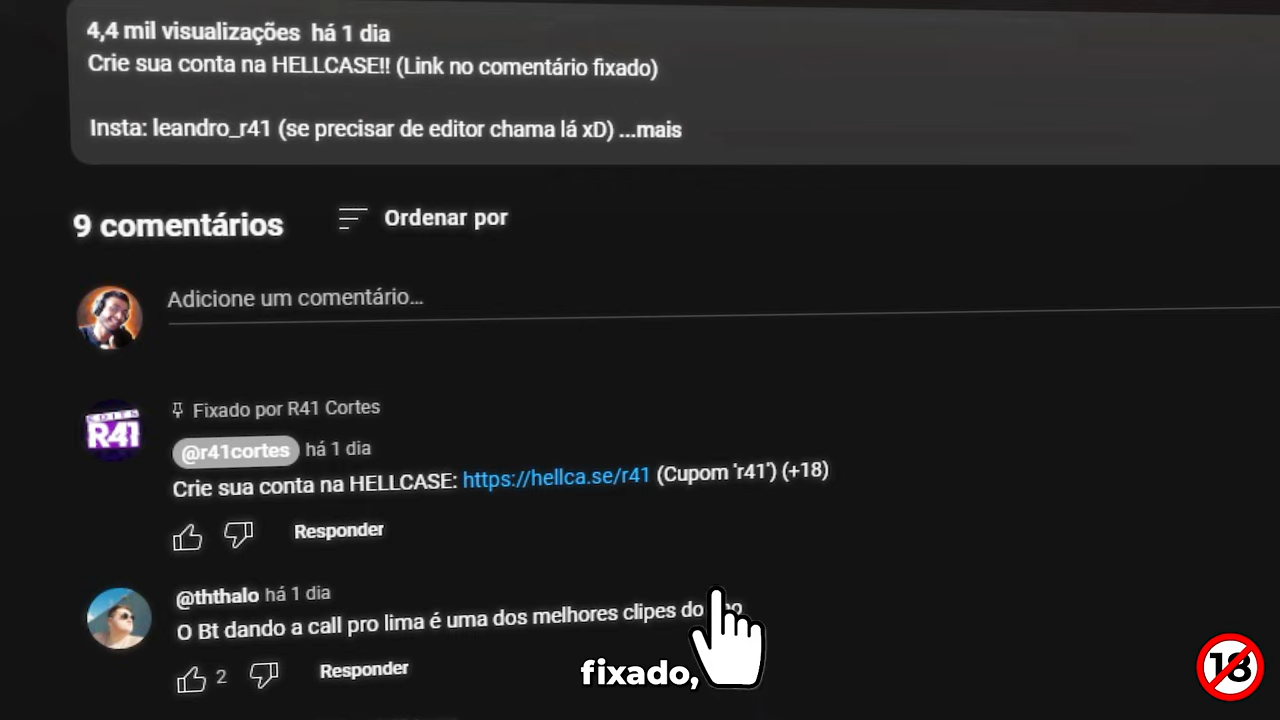 4,4 mil visualizações há 1 dia
Crie sua conta na HELLCASE!! (Link no comentário fixado)
Insta: leandro_r41 (se precisar de editor chama lá xD) ...mais
9 comentários
Ordenar por
Adicione um comentário...
EDITS
R41
Fixado por R41 Cortes
@r41cortes há 1 dia
Crie sua conta na HELLCASE: https://hellca.se/r41 (Cupom 'r41') (+18)
Responder
@ththalo há 1 dia
O Bt dando a call pro lima é uma dos melhores clipes do
2
Responder
fixado,
18